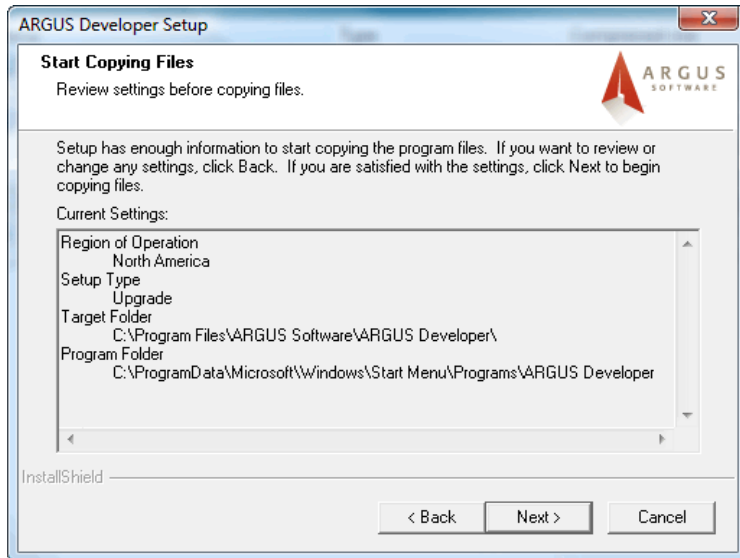 ARGUS Developer Setup
Start Copying Files
Review settings before copying files.
ARGUS
SOFTWARE
Setup has enough information to start copying the program files. If you want to review or
change any settings, click Back. If you are satisfied with the settings, click Next to begin
copying files.
Current Settings:
Region of Operation
North America
Setup Type
Upgrade
Target Folder
C:\Program Files\ARGUS Software\ARGUS Developer\
Program Folder
C:\ProgramData\Microsoft\Windows\Start Menu\Programs\ARGUS Developer
InstallShield
< Back
Next >
Cancel